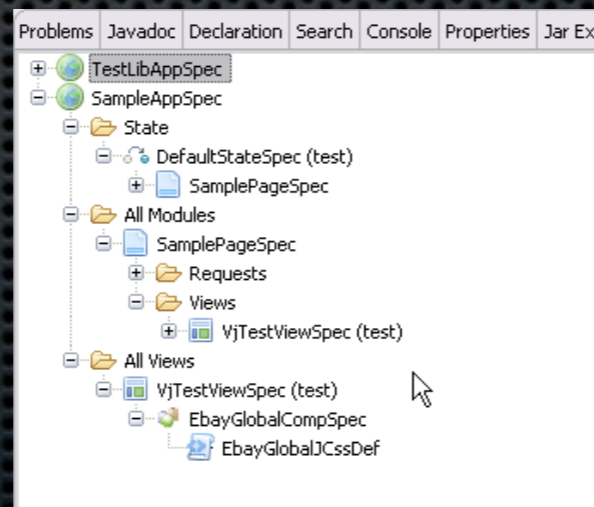 Problems Javadoc Declaration Search Console Properties Jar Ex
TestLibAppSpec
SampleAppSpec
State
DefaultStateSpec (test)
SamplePageSpec
All Modules
SamplePageSpec
Requests
Views
VjTestViewSpec (test)
All Views
VjTestViewSpec (test)
EbayGlobalCompSpec
EbayGlobalJCssDef